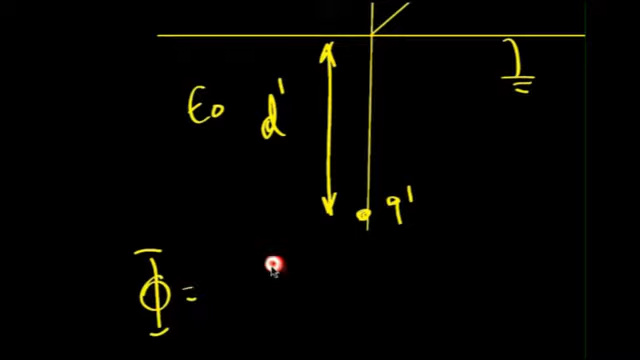 ε₀ d'
q'
Φ =